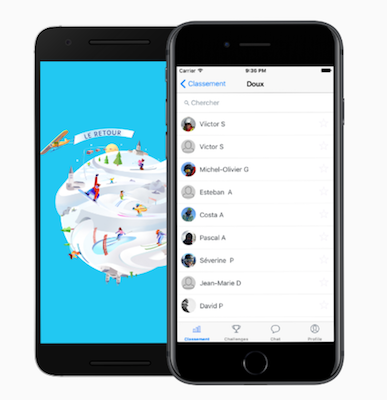 LE RETOUR
Carrier 9:30 PM
Classement Doux
Chercher
Victor S
Victor S
Michel-Olivier G
Esteban A
Costa A
Pascal A
Séverine P
Jean-Marie D
David P
Classement Challenges Chat Profile